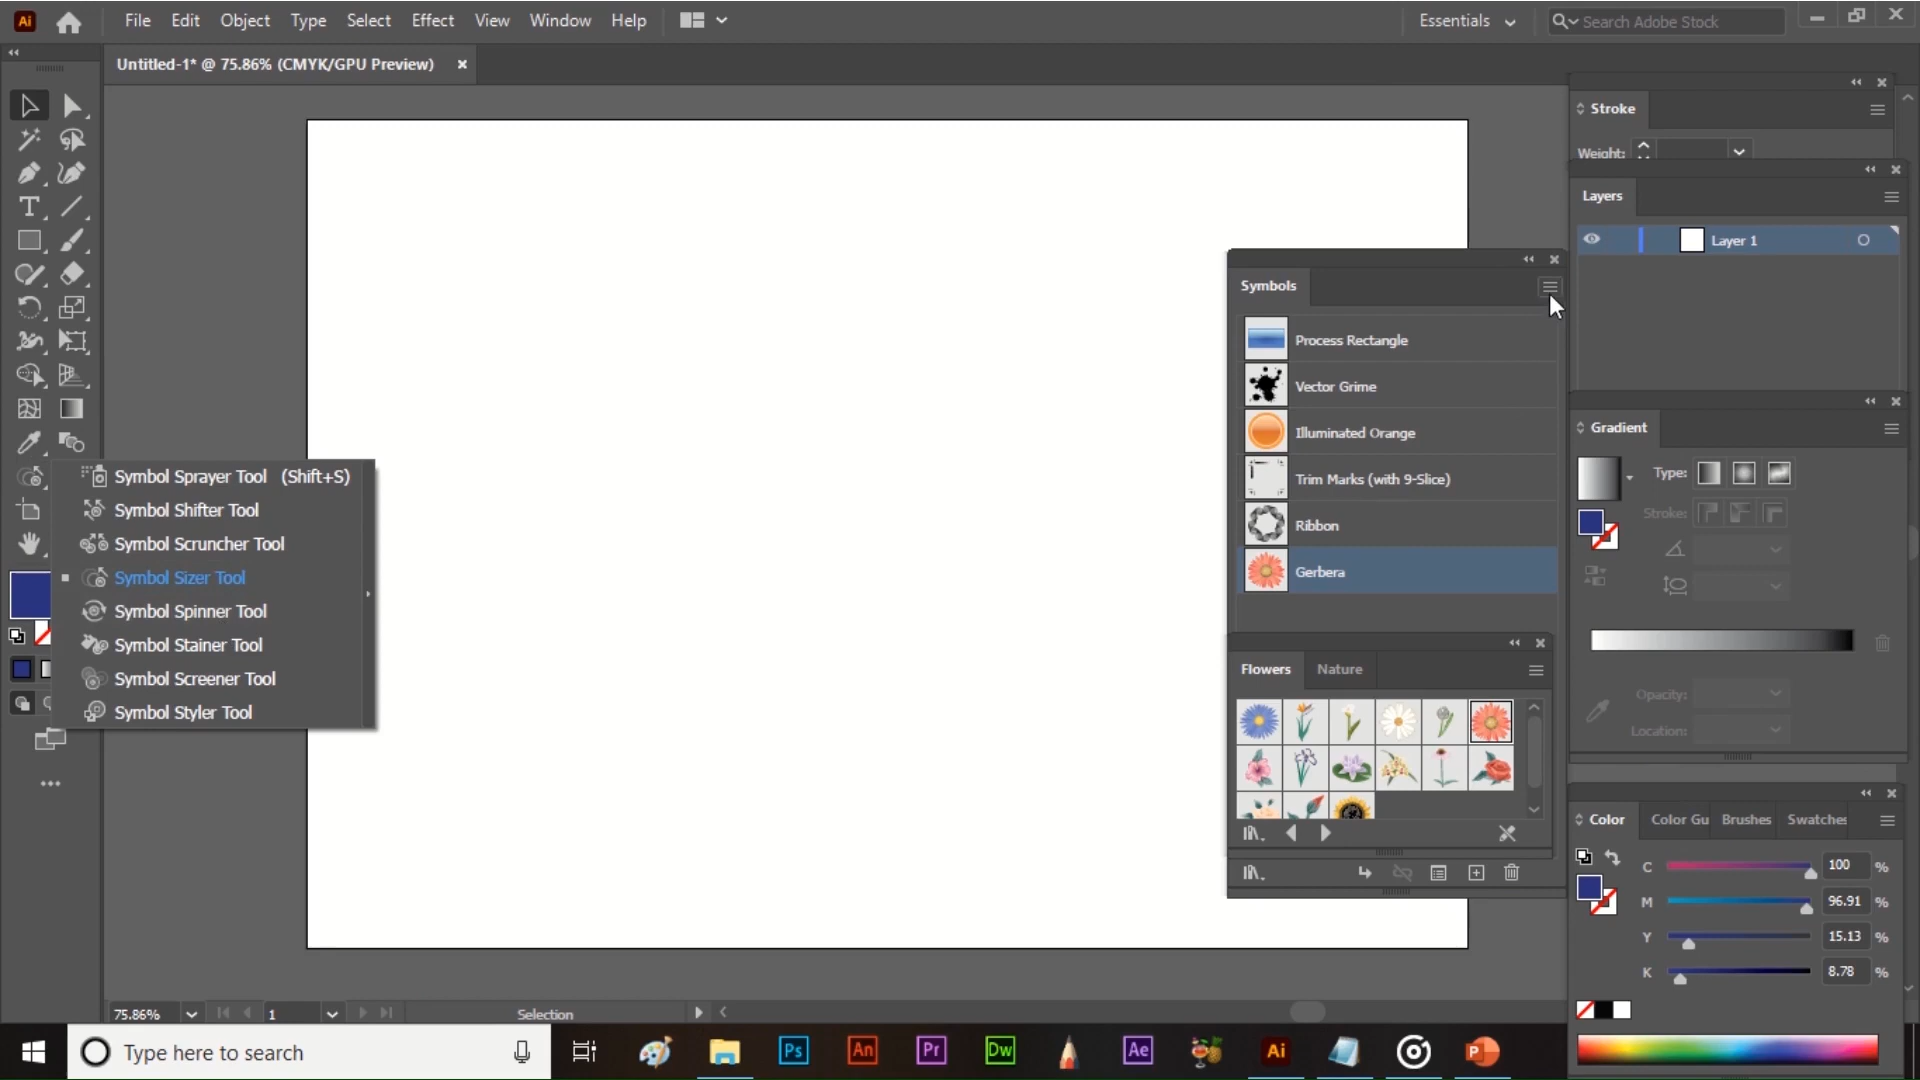 Ai File Edit Object Type Select Effect View Window Help Essentials Search Adobe Stock
Untitled-1* @ 75.86% (CMYK/GPU Preview)
Stroke
Weight:
Layers
Layer 1
Symbols
Process Rectangle
Vector Grime
Illuminated Orange
Trim Marks (with 9-Slice)
Ribbon
Gerbera
Symbol Sprayer Tool (Shift+S)
Symbol Shifter Tool
Symbol Scruncher Tool
Symbol Sizer Tool
Symbol Spinner Tool
Symbol Stainer Tool
Symbol Screener Tool
Symbol Styler Tool
Flowers Nature
Gradient
Type:
Stroke:
Opacity:
Location:
Color Color Gu Brushes Swatches
C 100 %
M 96.91 %
Y 15.13 %
K 8.78 %
75.86% 1 Selection
Type here to search Ps An Pr Dw Ae Ai P